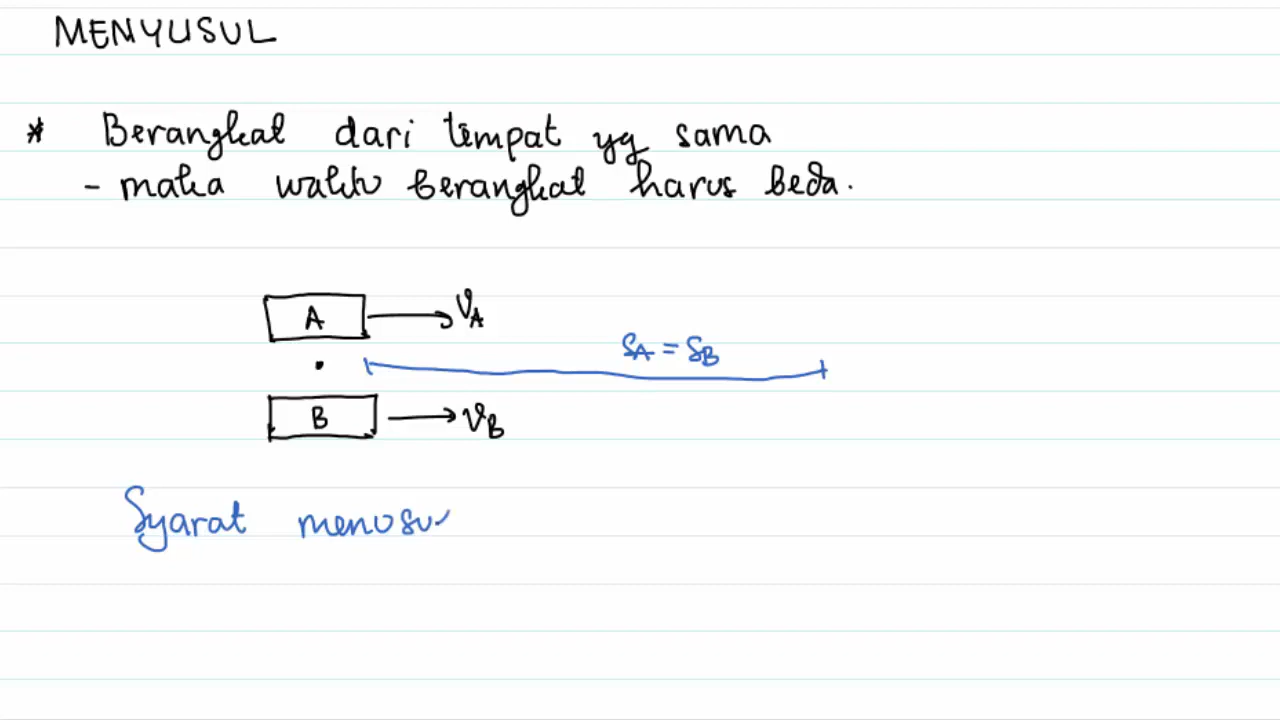 MENYUSUL
* Berangkat dari tempat yg sama
- maka waktu berangkat harus beda.
A → VA
SA = SB
B → VB
Syarat menusu